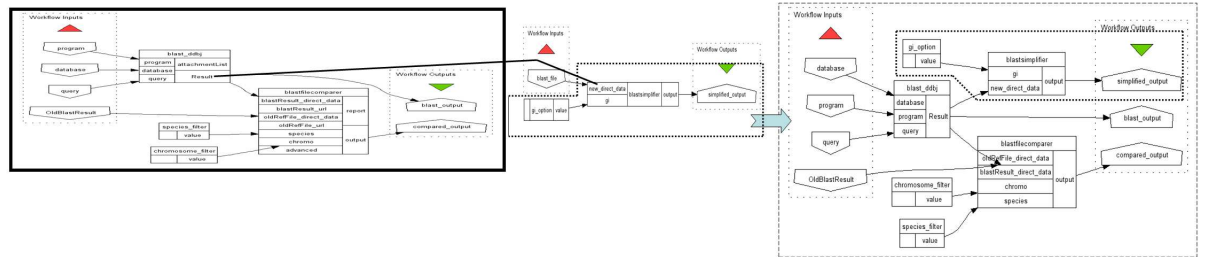 Workflow Inputs
program
database
query
OldBlastResult
blast_ddbj
program
database
query
attachmentList
Result
species_filter
value
chromosome_filter
value
blastfilecomparer
blastResult_direct_data
blastResult_url
oldRefFile_direct_data
oldRefFile_url
species
chromo
advanced
report
output
Workflow Outputs
blast_output
compared_output
Workflow Inputs
blast_file
gi_option
value
new_direct_data
gi
blastsimplifier
output
Workflow Outputs
simplified_output
Workflow Inputs
database
program
query
OldBlastResult
gi_option
value
blast_ddbj
database
program
query
Result
blastsimplifier
gi
new_direct_data
output
blastfilecomparer
oldRefFile_direct_data
blastResult_direct_data
chromo
species
output
chromosome_filter
value
species_filter
value
Workflow Outputs
simplified_output
blast_output
compared_output